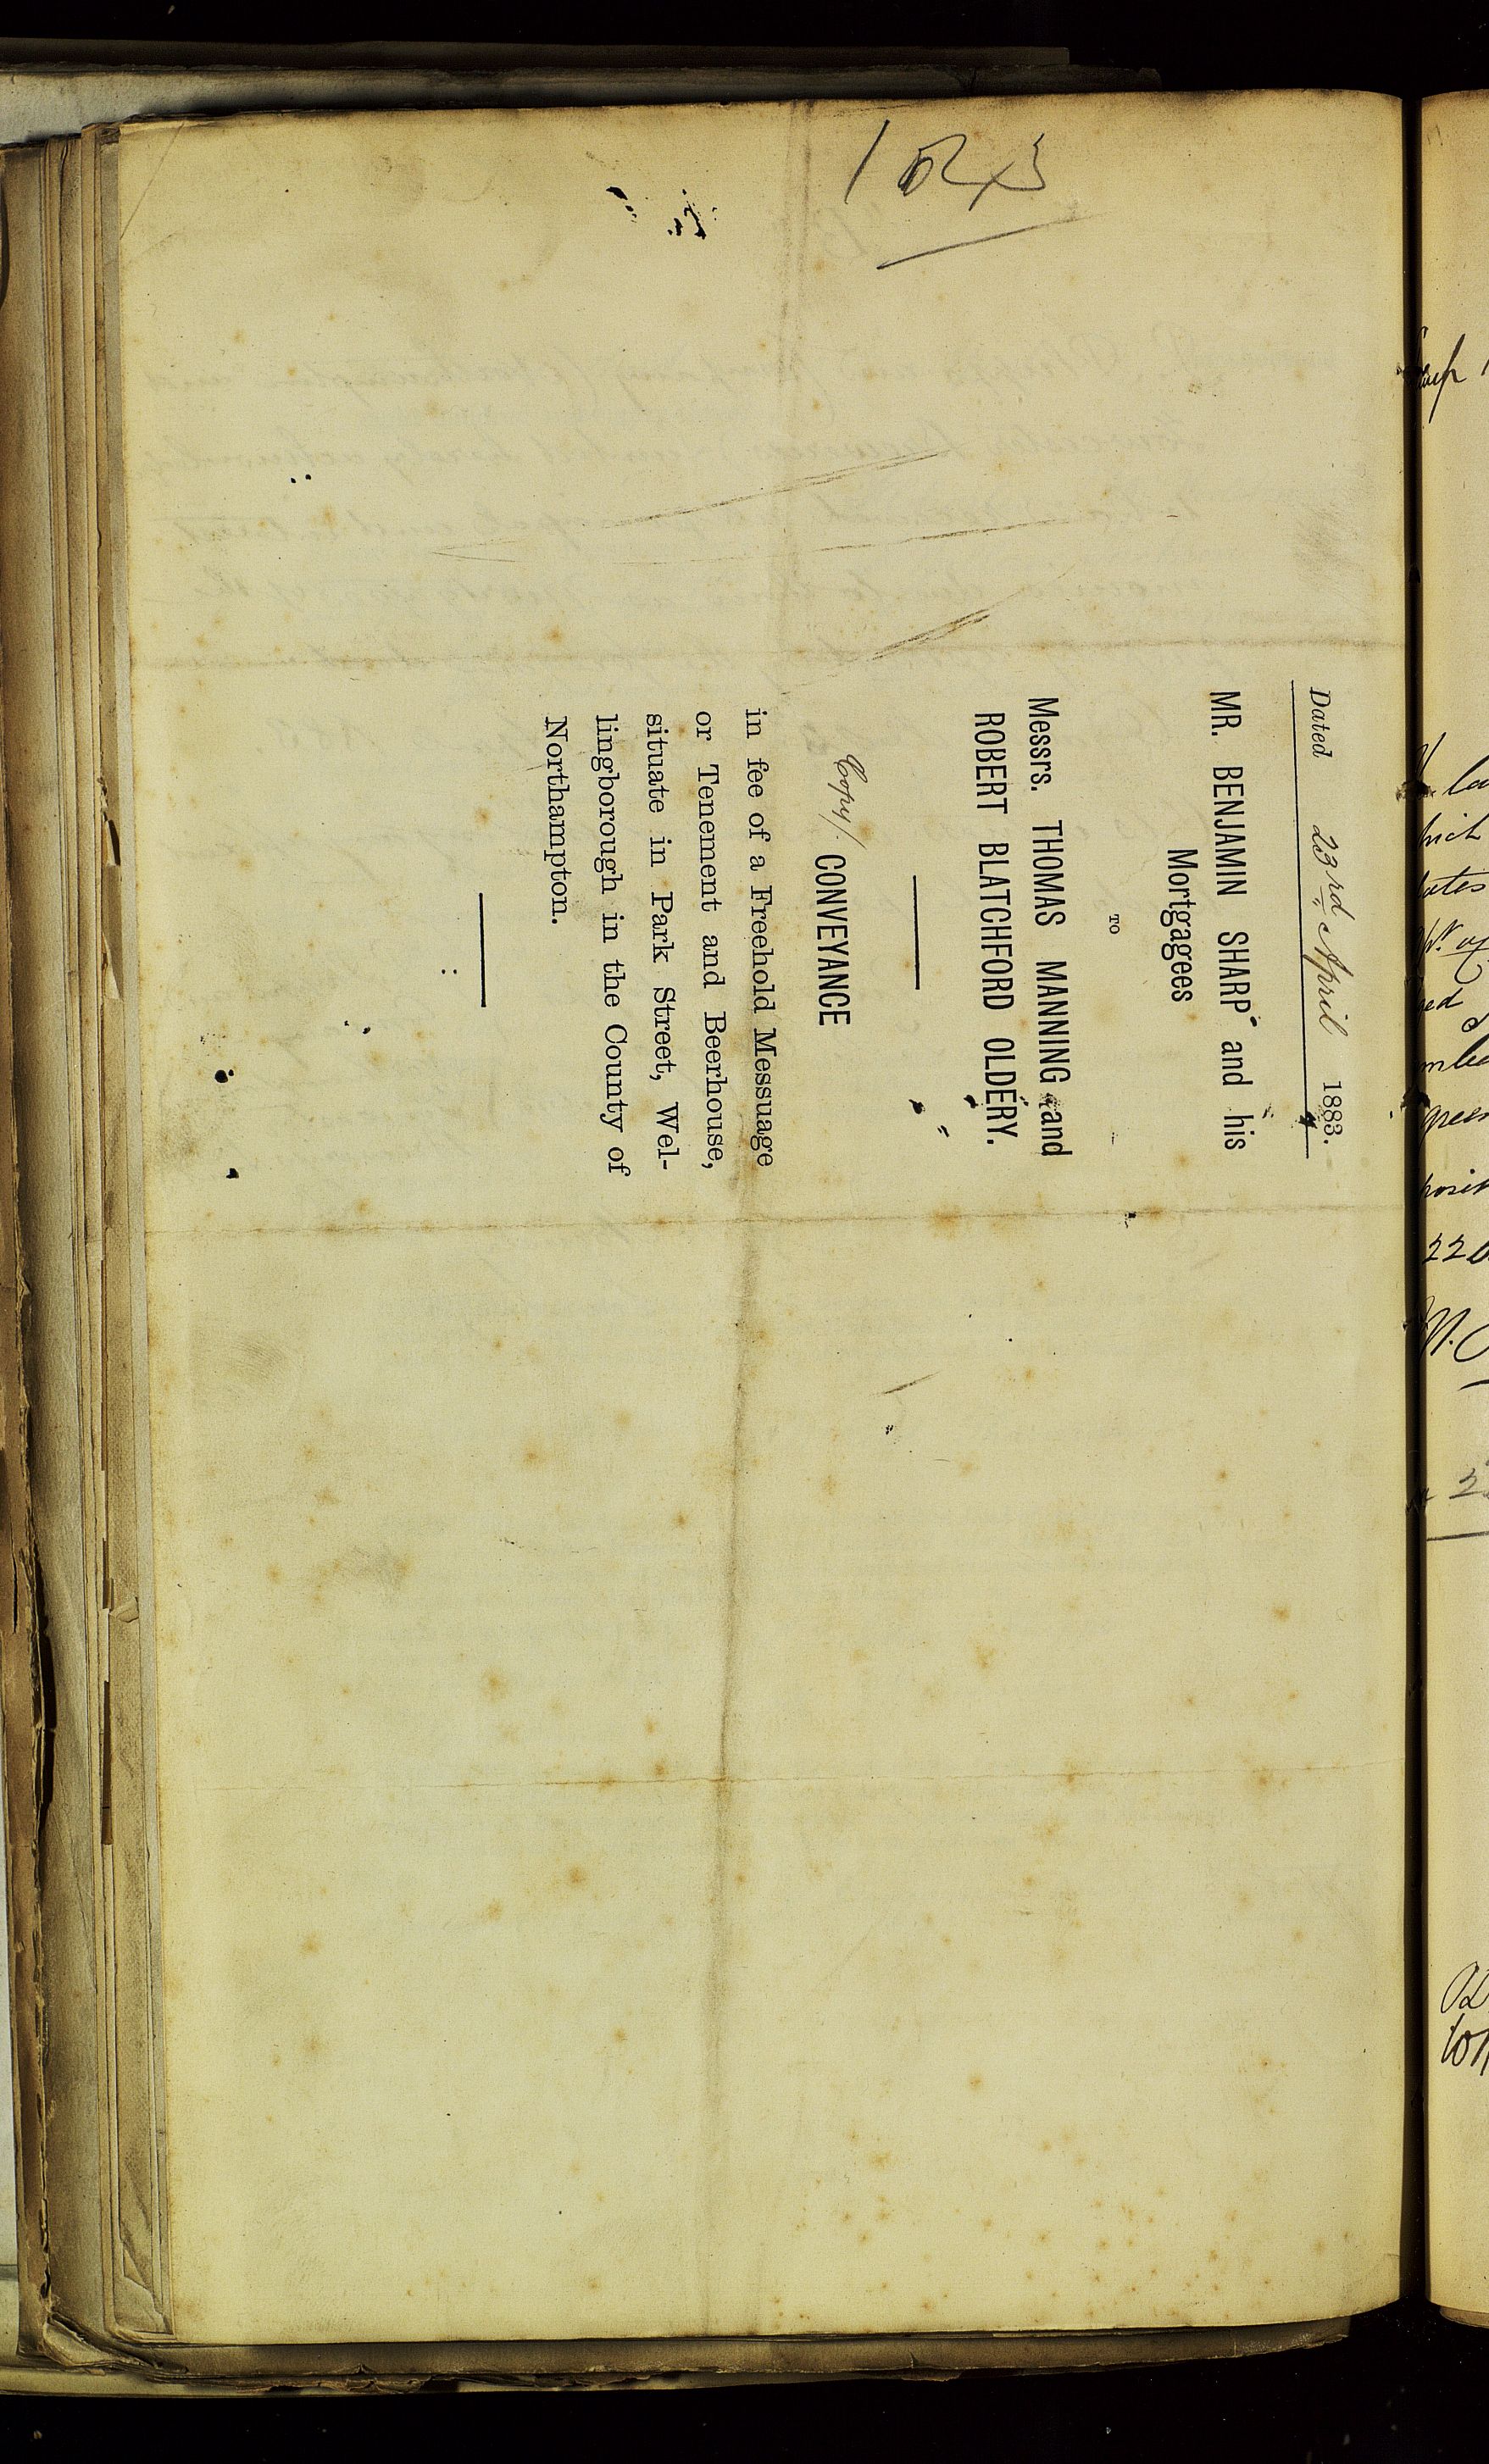 Dated 23rd April 1883.
MR. BENJAMIN SHARP and his
Mortgagees
TO
Messrs. THOMAS MANNING and
ROBERT BLATCHFORD OLDERY.
Copy/. CONVEYANCE
in fee of a Freehold Messuage
or Tenement and Beerhouse,
situate in Park Street, Wel-
lingborough in the County of
Northampton.